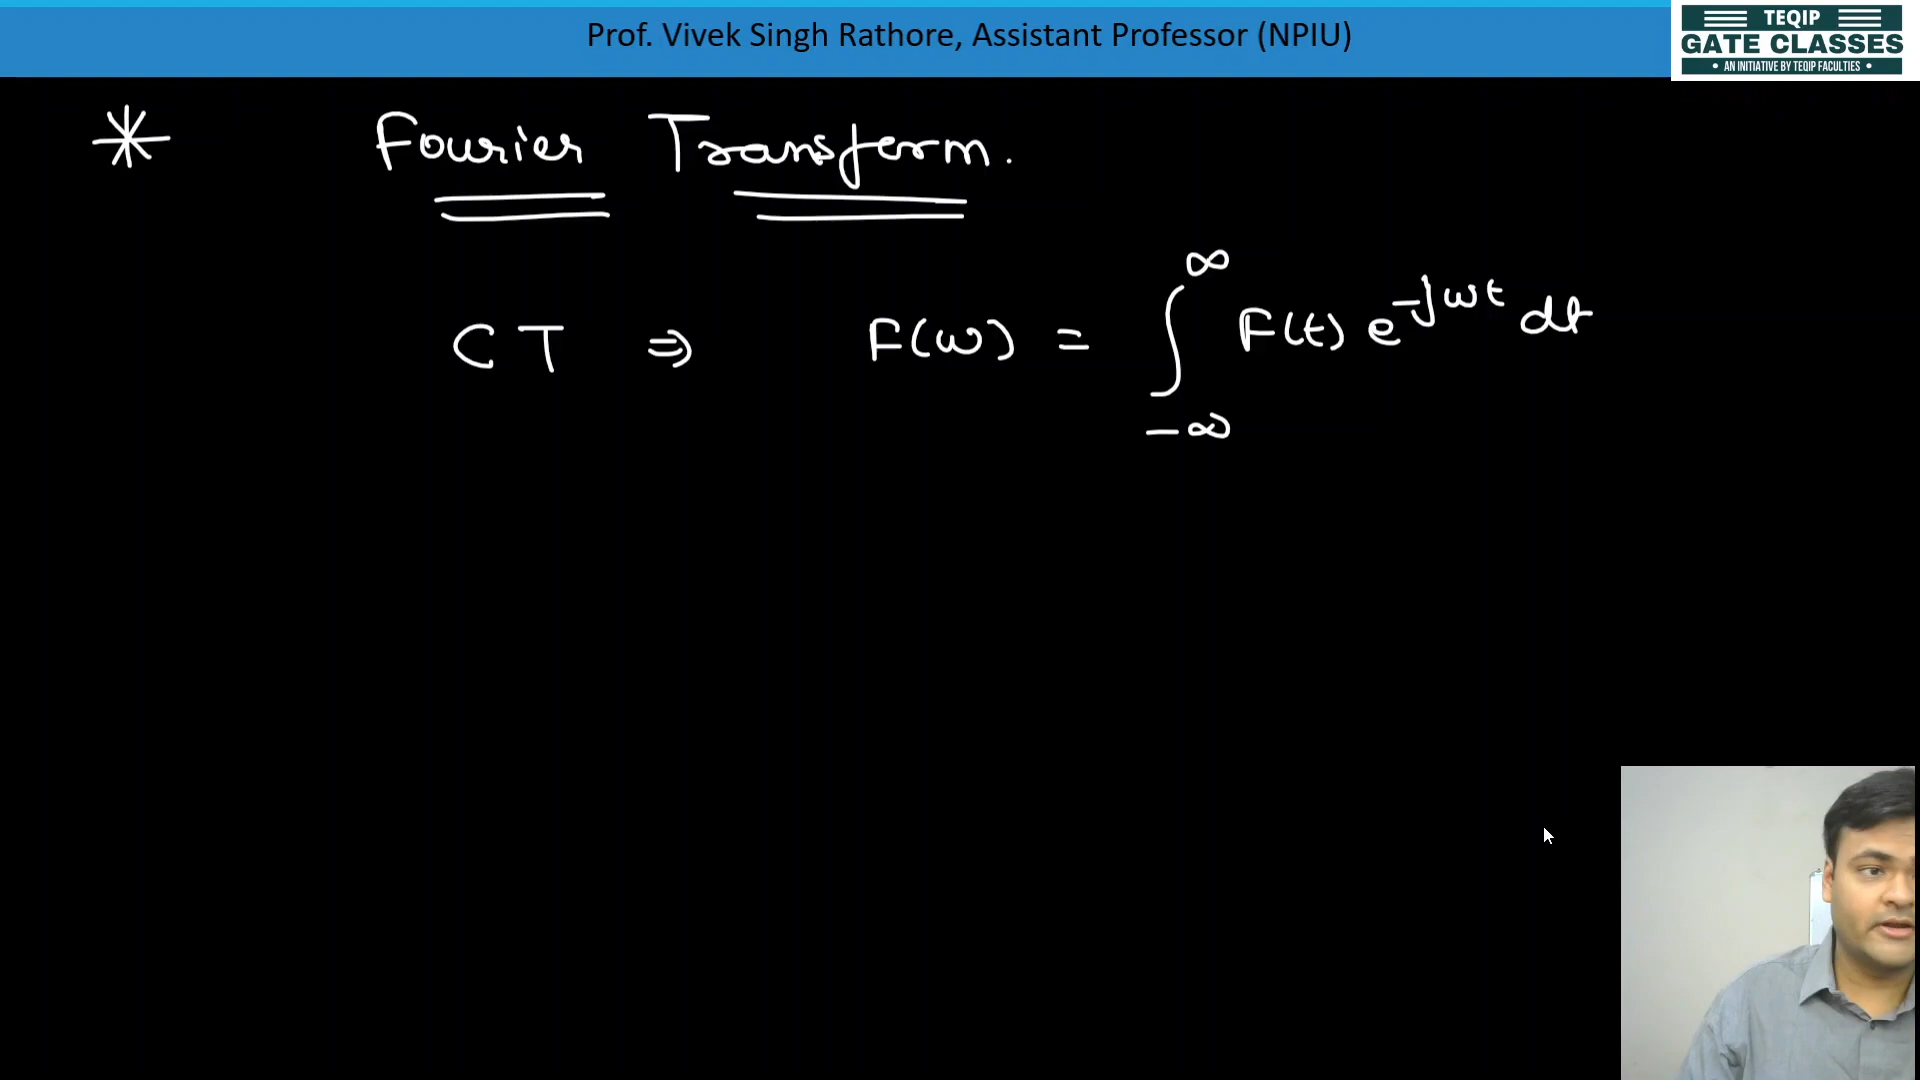 Prof. Vivek Singh Rathore, Assistant Professor (NPIU)
TEQIP
GATE CLASSES
• AN INITIATIVE BY TEQIP FACULTIES •
* Fourier Transform.
CT ⇒ F(ω) = ∫_{-∞}^{∞} F(t) e^{-jωt} dt